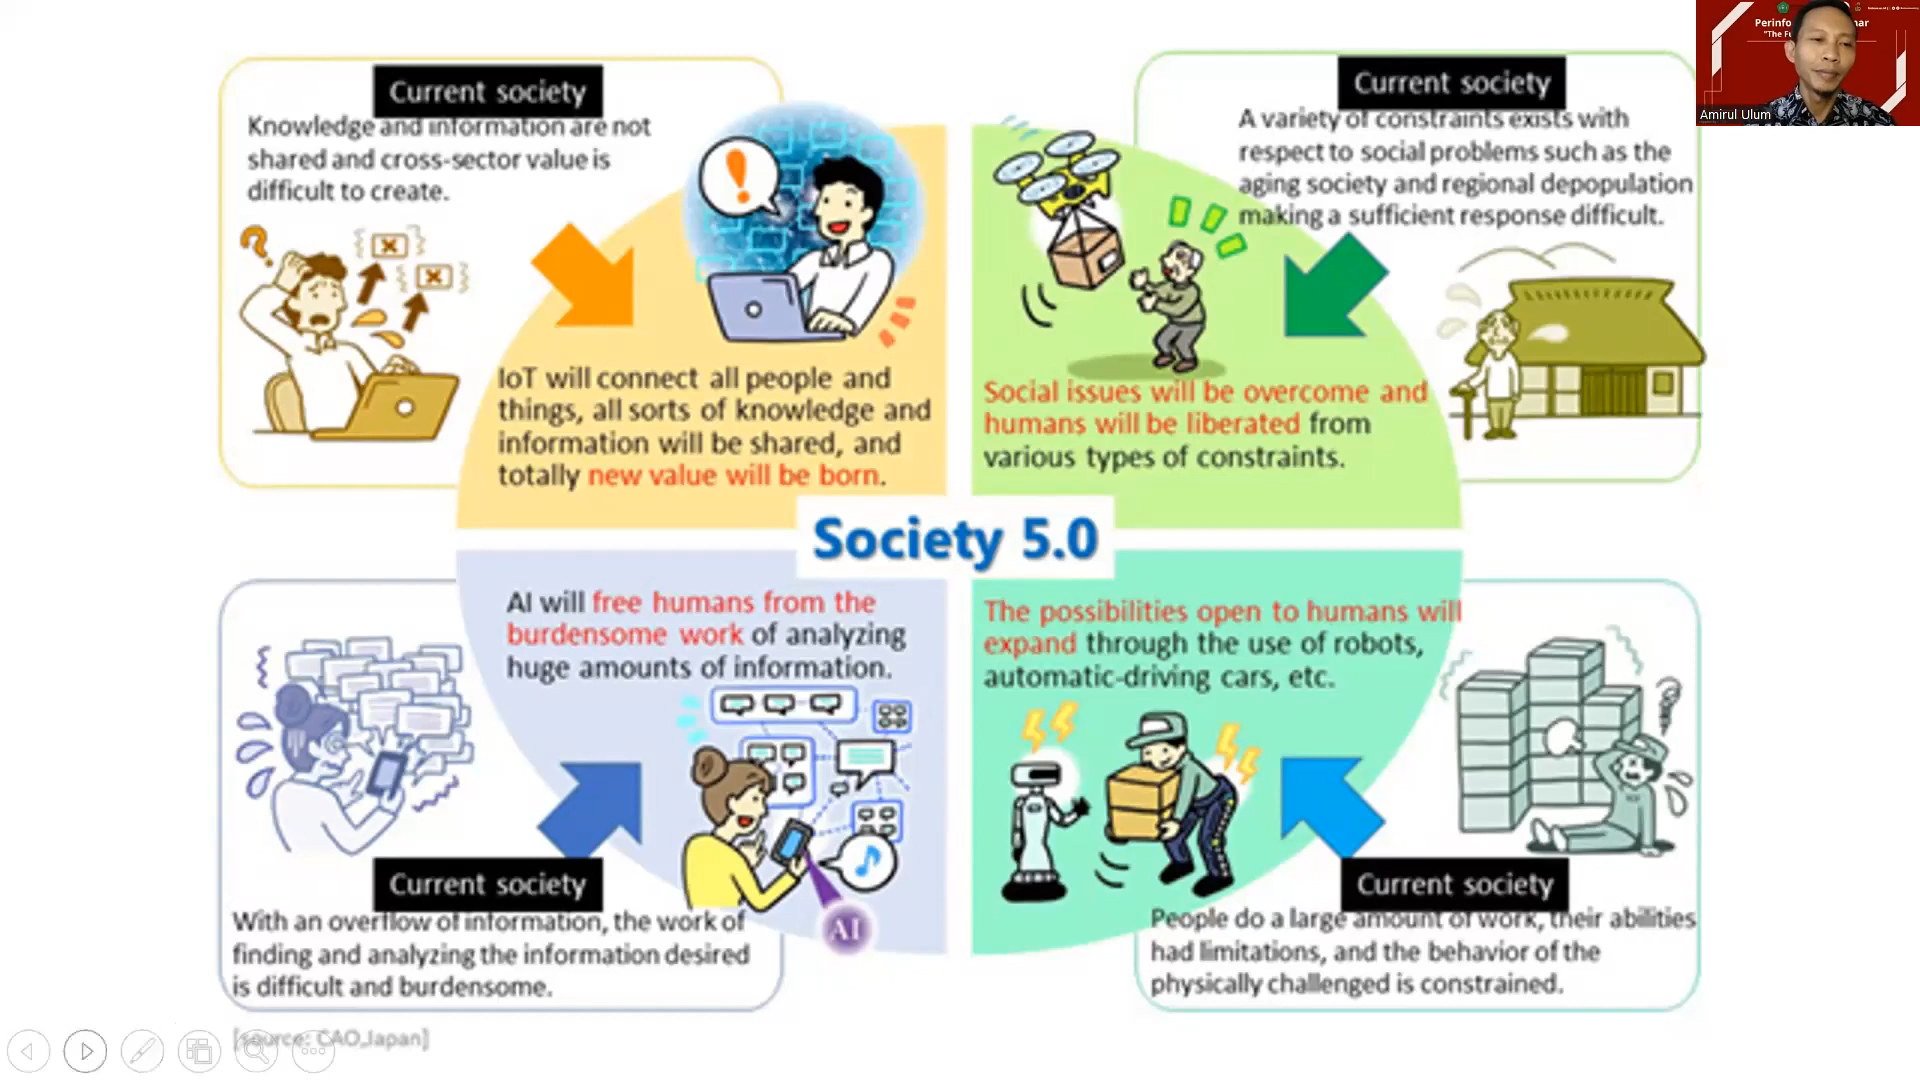 Current society
Knowledge and information are not
shared and cross-sector value is
difficult to create.
IoT will connect all people and
things, all sorts of knowledge and
information will be shared, and
totally new value will be born.
Current society
A variety of constraints exists with
respect to social problems such as the
aging society and regional depopulation
making a sufficient response difficult.
Social issues will be overcome and
humans will be liberated from
various types of constraints.
Society 5.0
AI will free humans from the
burdensome work of analyzing
huge amounts of information.
AI
Current society
With an overflow of information, the work of
finding and analyzing the information desired
is difficult and burdensome.
The possibilities open to humans will
expand through the use of robots,
automatic-driving cars, etc.
Current society
People do a large amount of work, their abilities
had limitations, and the behavior of the
physically challenged is constrained.
[source: CAO,Japan]
Amirul Ulum